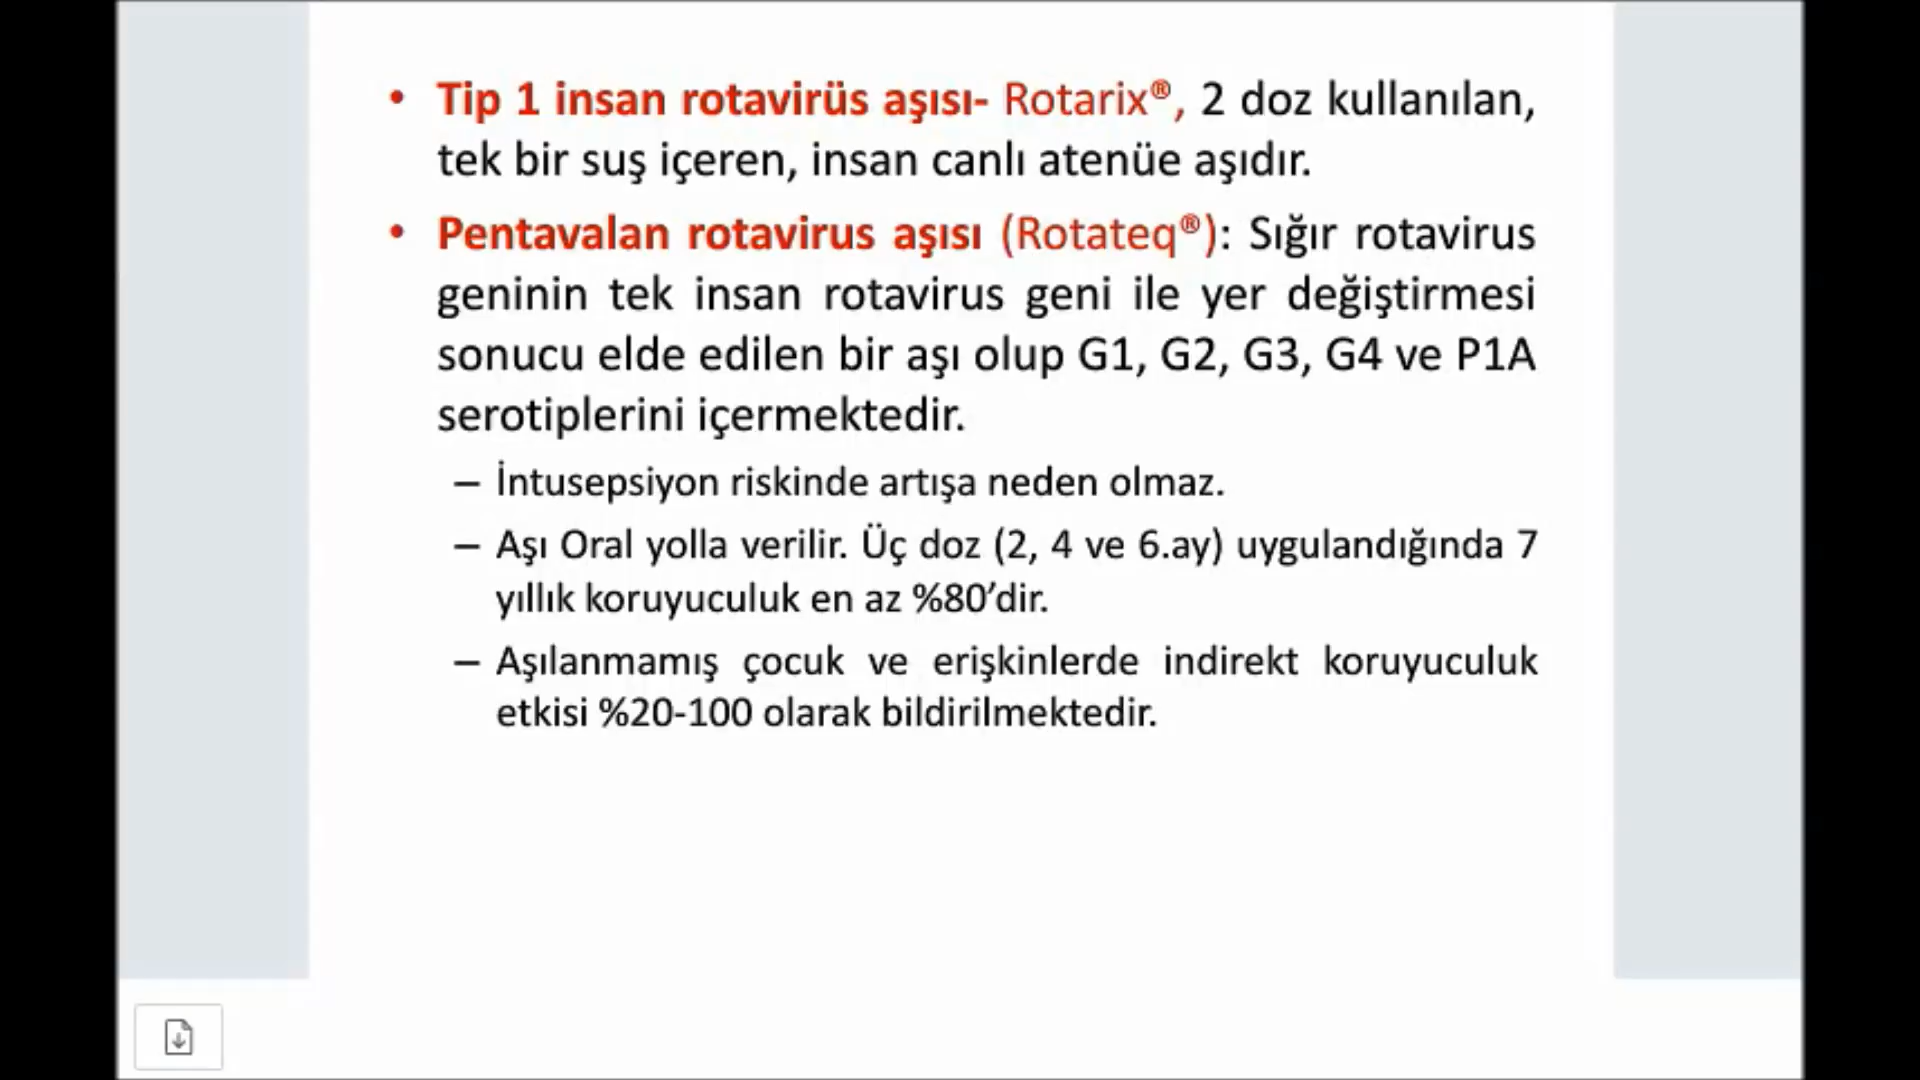 • Tip 1 insan rotavirüs aşısı- Rotarix®, 2 doz kullanılan,
tek bir suş içeren, insan canlı atenüe aşıdır.
• Pentavalan rotavirus aşısı (Rotateq®): Sığır rotavirus
geninin tek insan rotavirus geni ile yer değiştirmesi
sonucu elde edilen bir aşı olup G1, G2, G3, G4 ve P1A
serotiplerini içermektedir.
– İntusepsiyon riskinde artışa neden olmaz.
– Aşı Oral yolla verilir. Üç doz (2, 4 ve 6.ay) uygulandığında 7
yıllık koruyuculuk en az %80’dir.
– Aşılanmamış çocuk ve erişkinlerde indirekt koruyuculuk
etkisi %20-100 olarak bildirilmektedir.